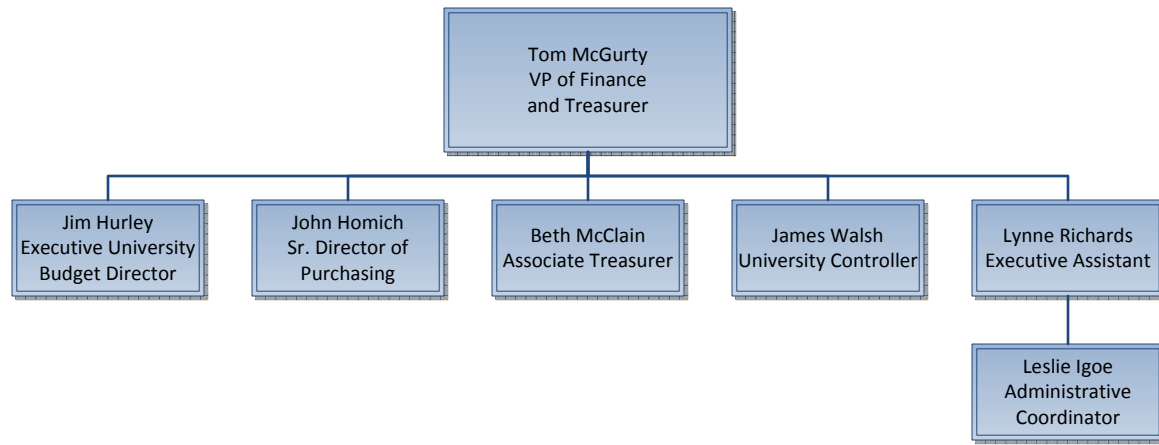 Tom McGurty
VP of Finance
and Treasurer
Jim Hurley
Executive University
Budget Director
John Homich
Sr. Director of
Purchasing
Beth McClain
Associate Treasurer
James Walsh
University Controller
Lynne Richards
Executive Assistant
Leslie Igoe
Administrative
Coordinator